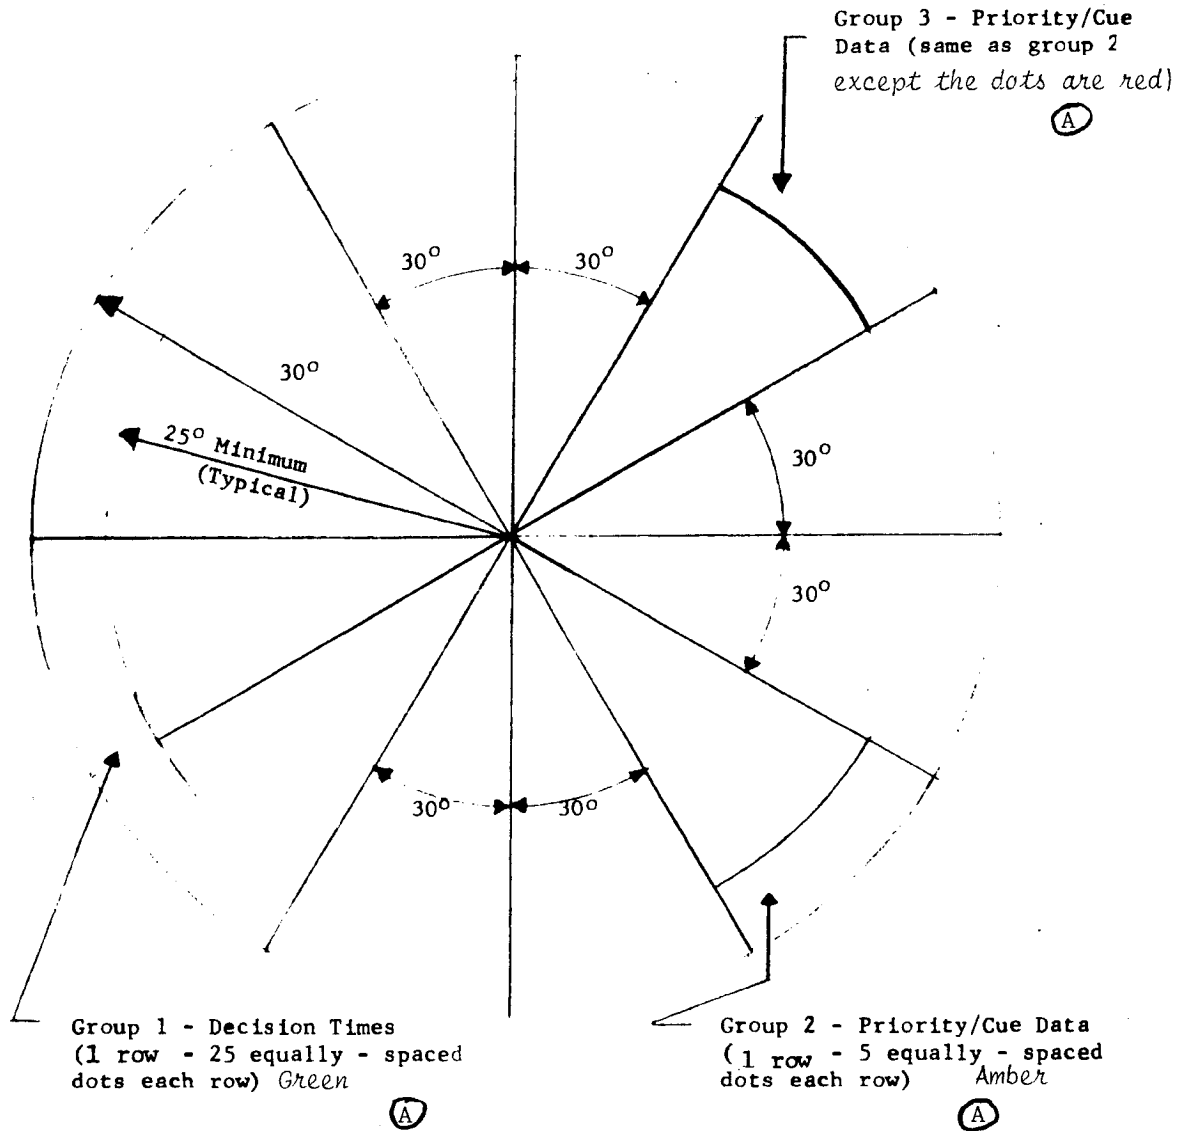 Group 3 - Priority/Cue
Data (same as group 2
except the dots are red)
A
30°
30°
30°
25° Minimum
(Typical)
30°
30°
30°
30°
Group 1 - Decision Times
(1 row - 25 equally - spaced
dots each row) Green
A
Group 2 - Priority/Cue Data
(1 row - 5 equally - spaced
dots each row) Amber
A